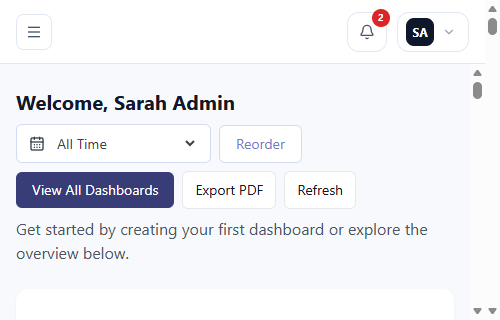 2
SA
Welcome, Sarah Admin
All Time
Reorder
View All Dashboards
Export PDF
Refresh
Get started by creating your first dashboard or explore the
overview below.